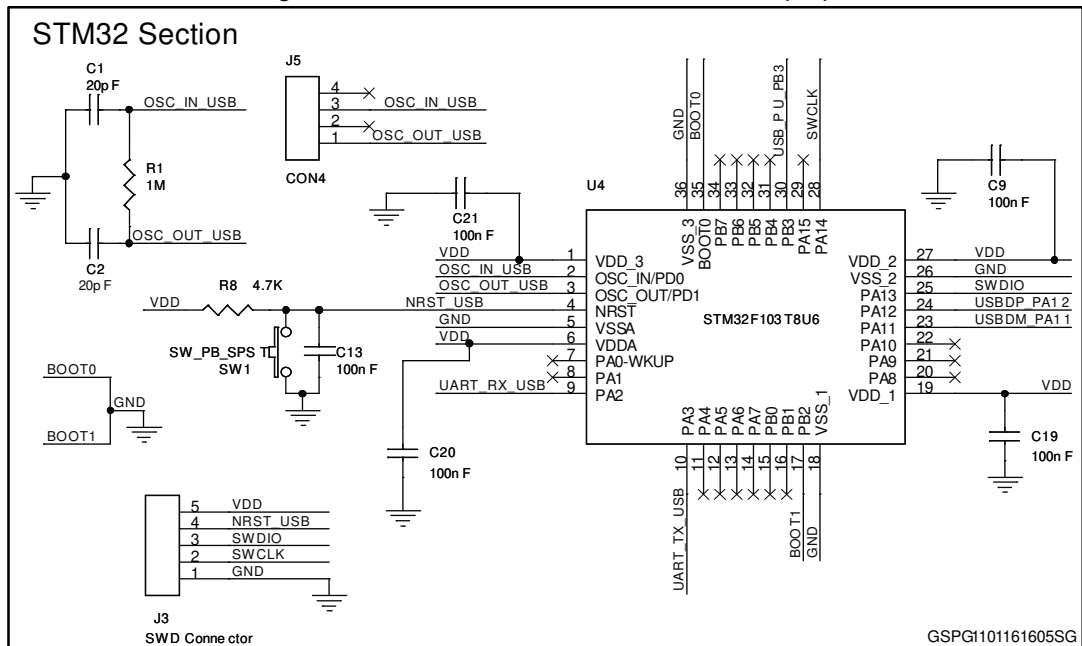 STM32 Section
C1
20pF
OSC_IN_USB
R1
1M
OSC_OUT_USB
C2
20pF
J5
4
3
2
1
OSC_IN_USB
OSC_OUT_USB
CON4
C21
100nF
VDD
OSC_IN_USB
OSC_OUT_USB
NRST_USB
GND
VDD
UART_RX_USB
1
2
3
4
5
6
7
8
9
U4
VDD_3
OSC_IN/PD0
OSC_OUT/PD1
NRST
VSSA
VDDA
PA0-WKUP
PA1
PA2
STM32F103T8U6
GND
BOOT0
USB_PU_PB3
SWCLK
36
35
34
33
32
31
30
29
28
VSS_3
BOOT0
PB7
PB6
PB5
PB4
PB3
PA15
PA14
C9
100nF
VDD_2
VSS_2
PA13
PA12
PA11
PA10
PA9
PA8
VDD_1
27
26
25
24
23
22
21
20
19
VDD
GND
SWDIO
USBDP_PA12
USBDM_PA11
VDD
C19
100nF
PA3
PA4
PA5
PA6
PA7
PB0
PB1
PB2
VSS_1
10
11
12
13
14
15
16
17
18
UART_TX_USB
BOOT1
GND
VDD
R8 4.7K
SW_PB_SPST
SW1
C13
100nF
C20
100nF
BOOT0
GND
BOOT1
5
4
3
2
1
VDD
NRST_USB
SWDIO
SWCLK
GND
J3
SWD Connector
GSPG1101161605SG